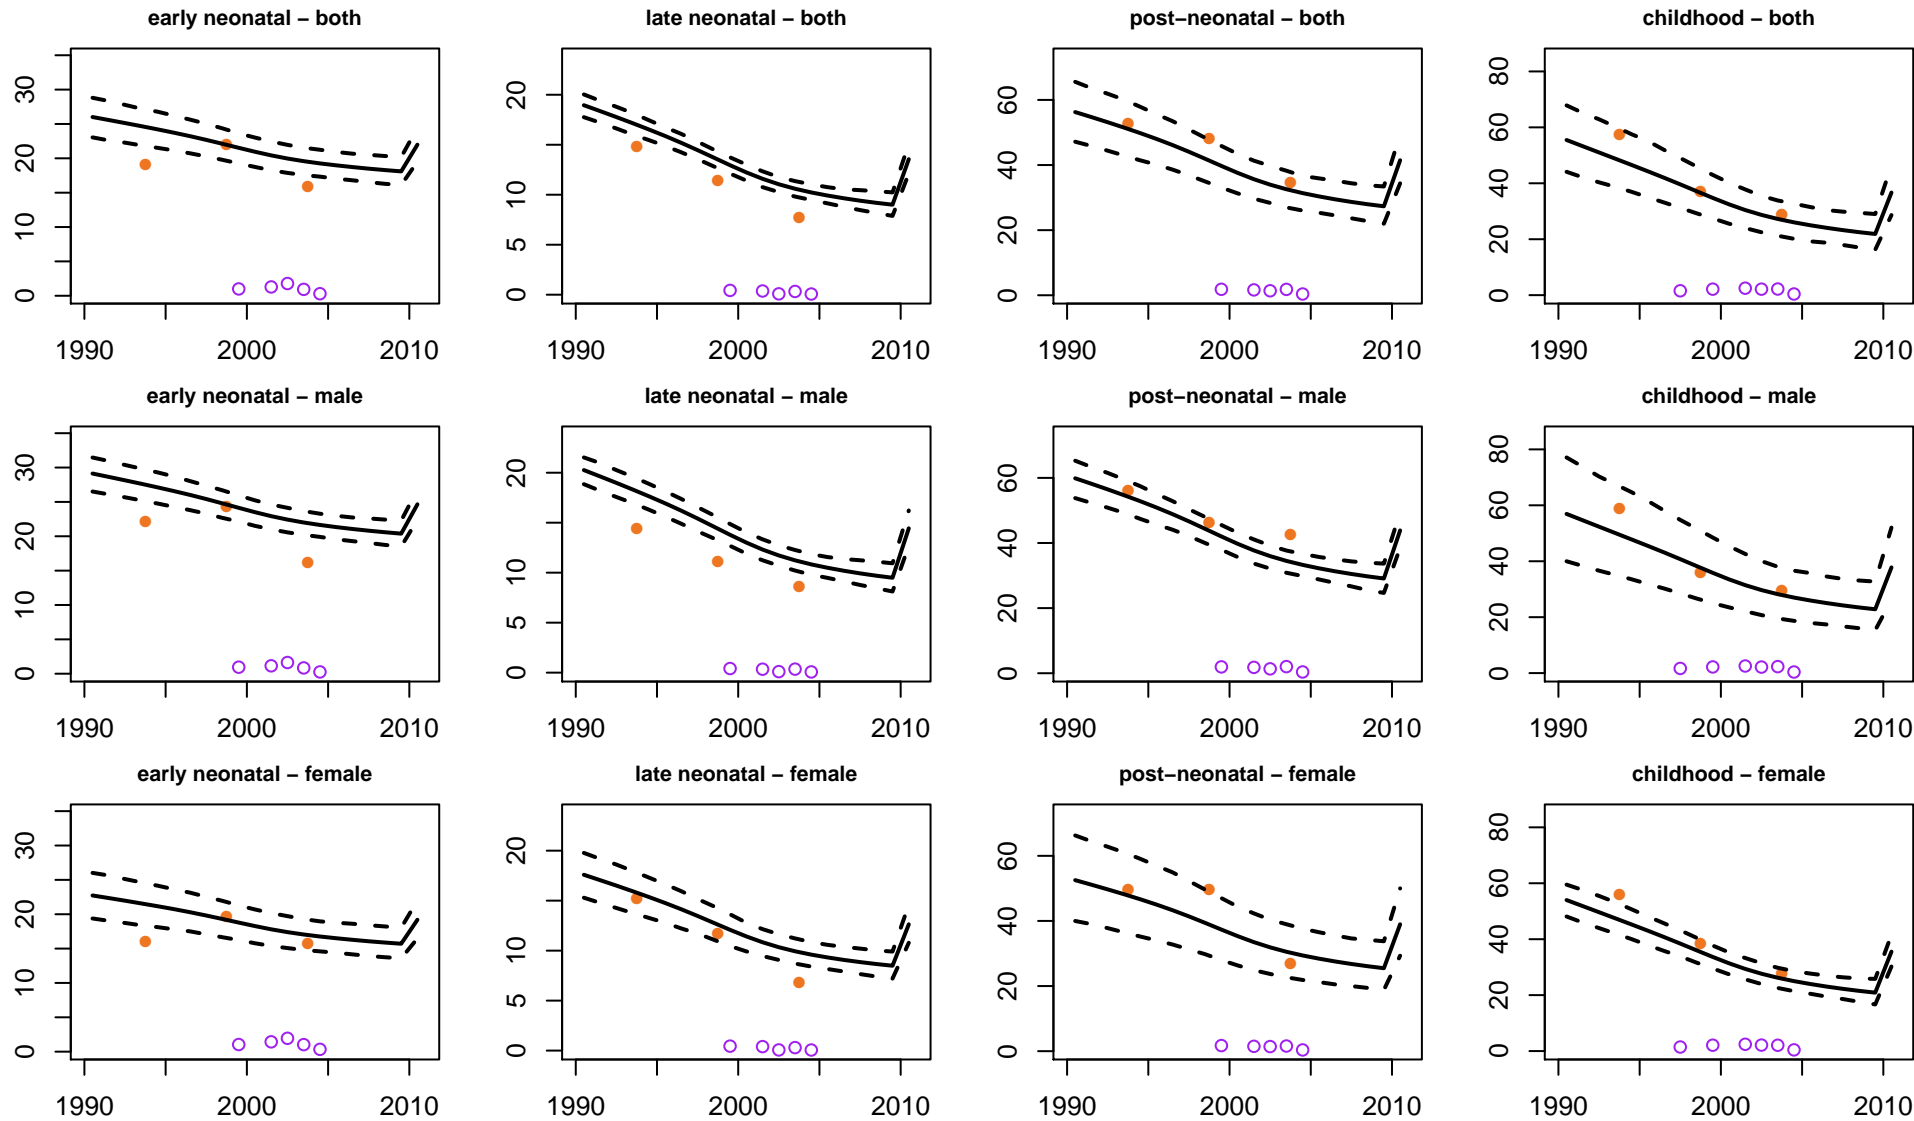 early neonatal – both
late neonatal – both
post–neonatal – both
childhood – both
0 10 20 30
0 5 10 20
0 20 40 60
0 20 40 60 80
1990 2000 2010
1990 2000 2010
1990 2000 2010
1990 2000 2010
early neonatal – male
late neonatal – male
post–neonatal – male
childhood – male
0 10 20 30
0 5 10 20
0 20 40 60
0 20 40 60 80
1990 2000 2010
1990 2000 2010
1990 2000 2010
1990 2000 2010
early neonatal – female
late neonatal – female
post–neonatal – female
childhood – female
0 10 20 30
0 5 10 20
0 20 40 60
0 20 40 60 80
1990 2000 2010
1990 2000 2010
1990 2000 2010
1990 2000 2010